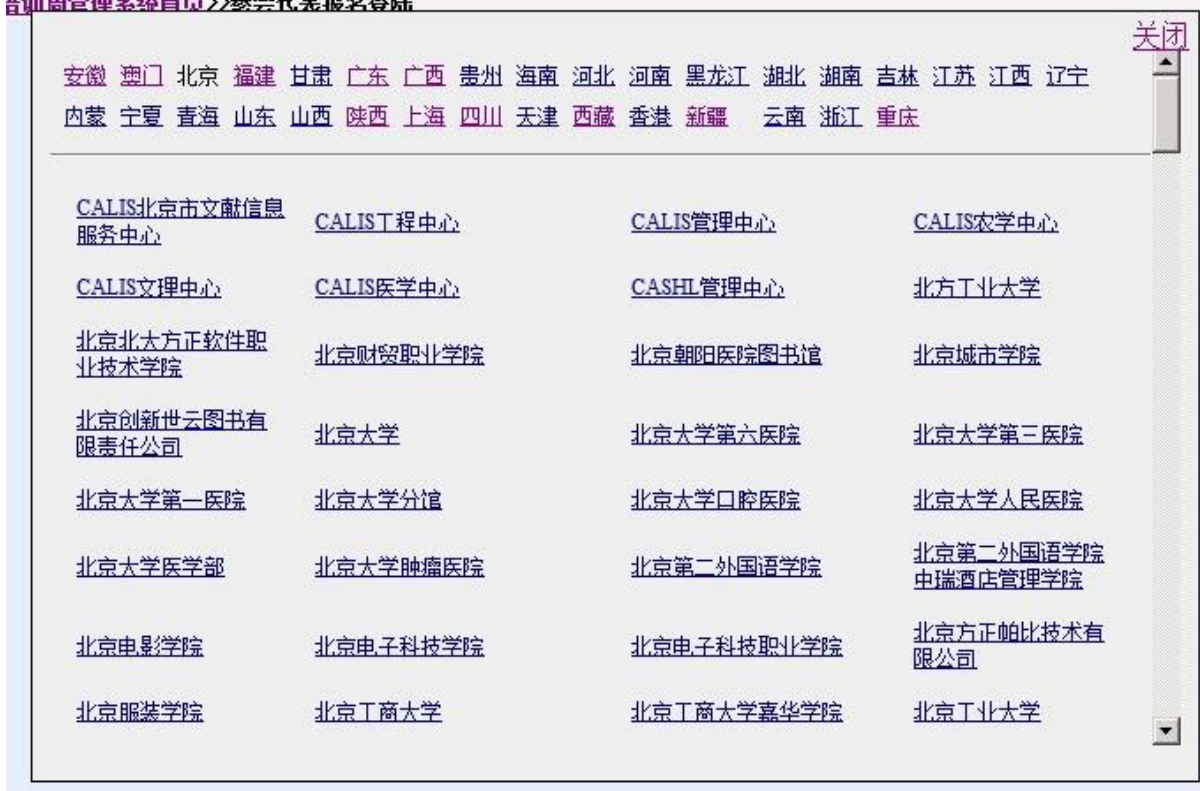 管理系统首页>>参会代表报名登陆
关闭
安徽 澳门 北京 福建 甘肃 广东 广西 贵州 海南 河北 河南 黑龙江 湖北 湖南 吉林 江苏 江西 辽宁
内蒙 宁夏 青海 山东 山西 陕西 上海 四川 天津 西藏 香港 新疆 云南 浙江 重庆
CALIS北京市文献信息
服务中心
CALIS工程中心
CALIS管理中心
CALIS农学中心
CALIS文理中心
CALIS医学中心
CASHL管理中心
北方工业大学
北京北大方正软件职
业技术学院
北京财贸职业学院
北京朝阳医院图书馆
北京城市学院
北京创新世云图书有
限责任公司
北京大学
北京大学第六医院
北京大学第三医院
北京大学第一医院
北京大学分馆
北京大学口腔医院
北京大学人民医院
北京大学医学部
北京大学肿瘤医院
北京第二外国语学院
北京第二外国语学院
中瑞酒店管理学院
北京电影学院
北京电子科技学院
北京电子科技职业学院
北京方正帕比技术有
限公司
北京服装学院
北京工商大学
北京工商大学嘉华学院
北京工业大学